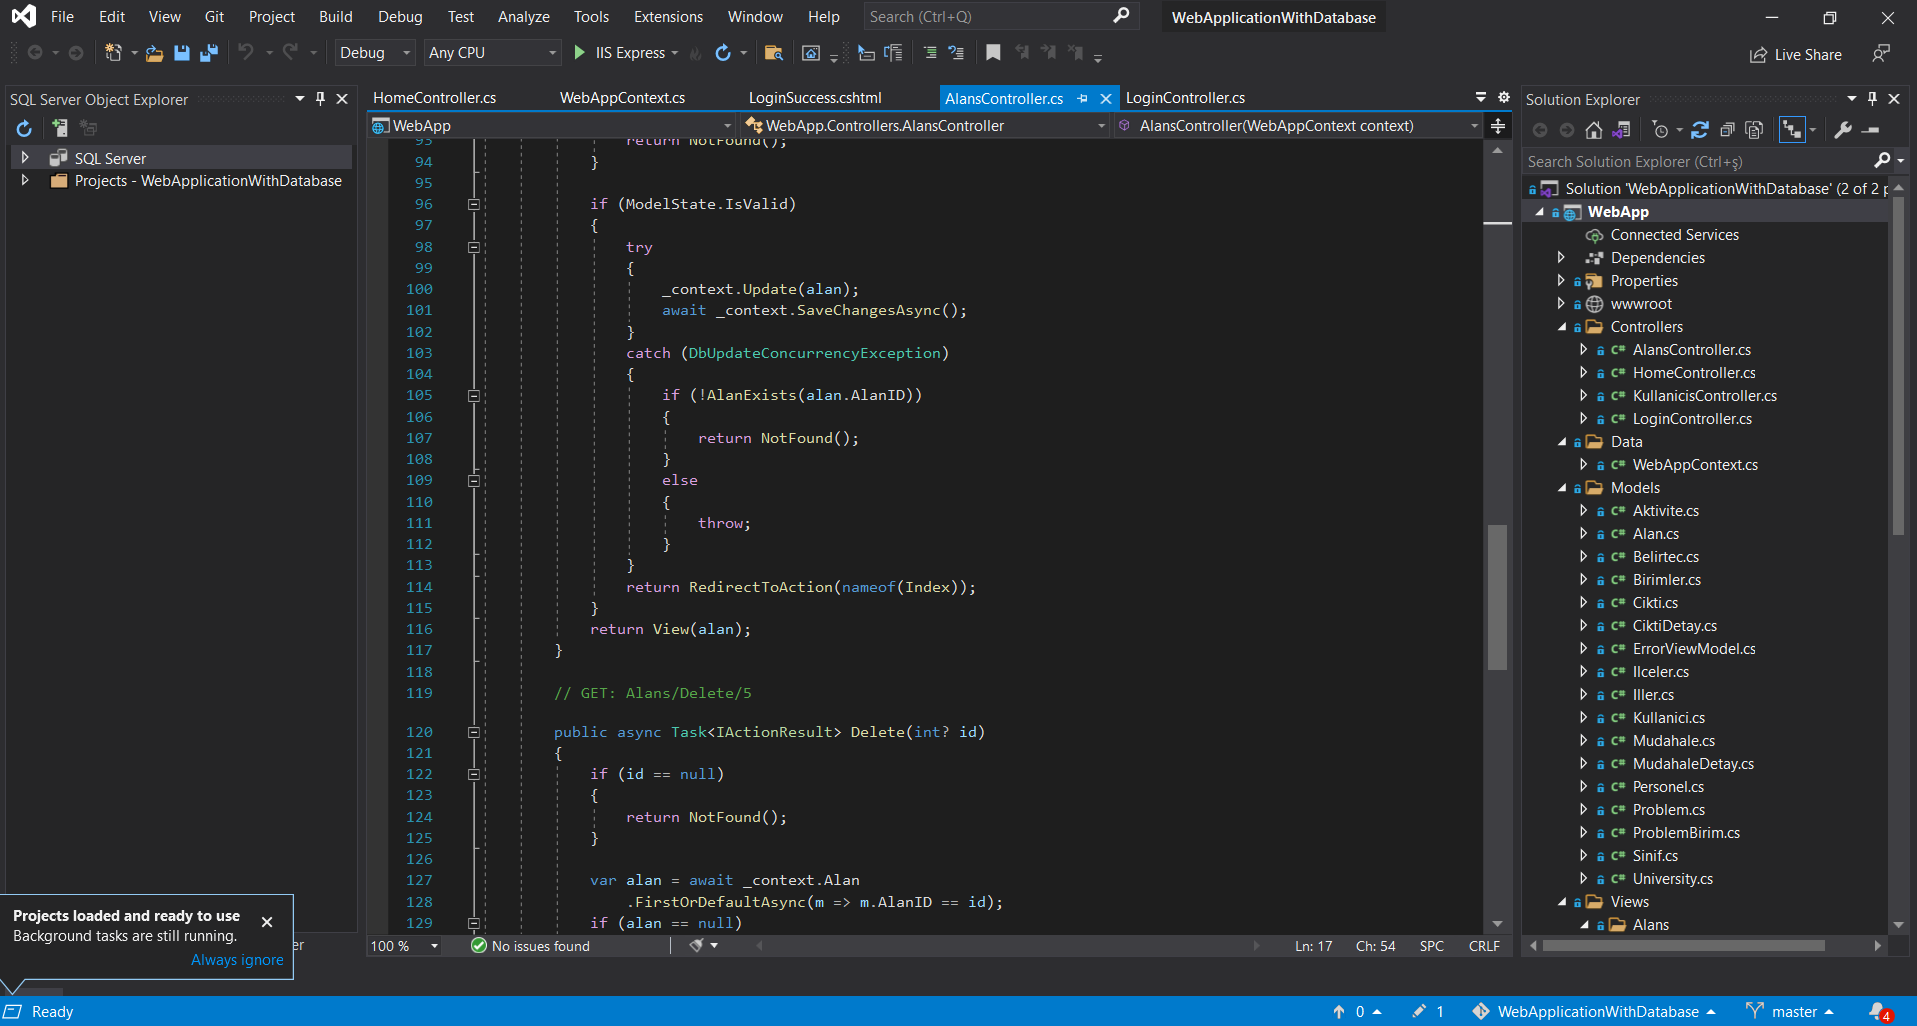 File Edit View Git Project Build Debug Test Analyze Tools Extensions Window Help Search (Ctrl+Q) WebApplicationWithDatabase
Debug Any CPU IIS Express Live Share
SQL Server Object Explorer
SQL Server
Projects - WebApplicationWithDatabase
HomeController.cs WebAppContext.cs LoginSuccess.cshtml AlansController.cs LoginController.cs
WebApp WebApp.Controllers.AlansController AlansController(WebAppContext context)
93 return NotFound();
94 }
95
96 if (ModelState.IsValid)
97 {
98 try
99 {
100 _context.Update(alan);
101 await _context.SaveChangesAsync();
102 }
103 catch (DbUpdateConcurrencyException)
104 {
105 if (!AlanExists(alan.AlanID))
106 {
107 return NotFound();
108 }
109 else
110 {
111 throw;
112 }
113 }
114 return RedirectToAction(nameof(Index));
115 }
116 return View(alan);
117 }
118
119 // GET: Alans/Delete/5
120 public async Task<IActionResult> Delete(int? id)
121 {
122 if (id == null)
123 {
124 return NotFound();
125 }
126
127 var alan = await _context.Alan
128 .FirstOrDefaultAsync(m => m.AlanID == id);
129 if (alan == null)
100 % No issues found Ln: 17 Ch: 54 SPC CRLF
Solution Explorer
Search Solution Explorer (Ctrl+ş)
Solution 'WebApplicationWithDatabase' (2 of 2 p
WebApp
Connected Services
Dependencies
Properties
wwwroot
Controllers
C# AlansController.cs
C# HomeController.cs
C# KullanicisController.cs
C# LoginController.cs
Data
C# WebAppContext.cs
Models
C# Aktivite.cs
C# Alan.cs
C# Belirtec.cs
C# Birimler.cs
C# Cikti.cs
C# CiktiDetay.cs
C# ErrorViewModel.cs
C# Ilceler.cs
C# Iller.cs
C# Kullanici.cs
C# Mudahale.cs
C# MudahaleDetay.cs
C# Personel.cs
C# Problem.cs
C# ProblemBirim.cs
C# Sinif.cs
C# University.cs
Views
Alans
Projects loaded and ready to use
Background tasks are still running.
Always ignore
er
Ready 0 1 WebApplicationWithDatabase master 4